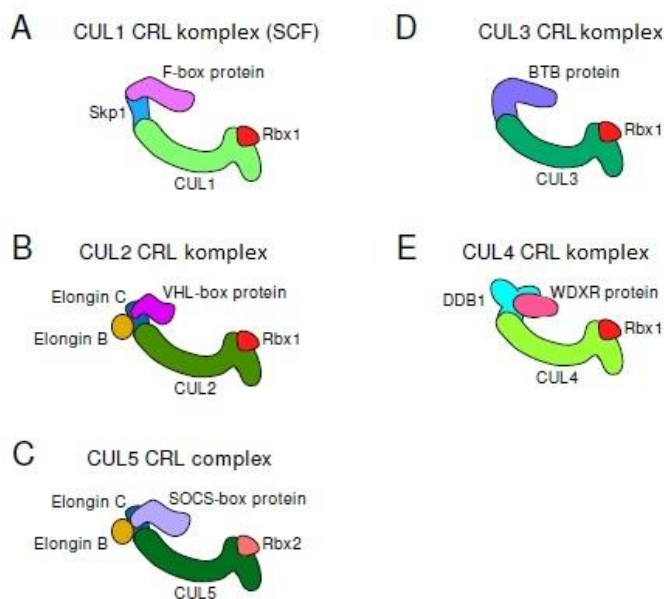 A
CUL1 CRL komplex (SCF)
F-box protein
Skp1
Rbx1
CUL1
B
CUL2 CRL komplex
Elongin C
VHL-box protein
Elongin B
Rbx1
CUL2
C
CUL5 CRL complex
Elongin C
SOCS-box protein
Elongin B
Rbx2
CUL5
D
CUL3 CRL komplex
BTB protein
Rbx1
CUL3
E
CUL4 CRL komplex
DDB1
WDXR protein
Rbx1
CUL4